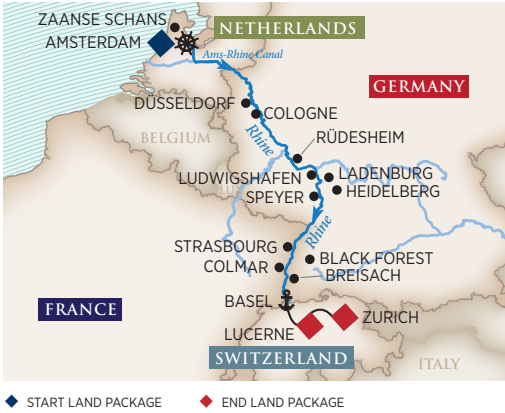 ZAANSE SCHANS
NETHERLANDS
AMSTERDAM
Ams-Rhine Canal
GERMANY
DÜSSELDORF
COLOGNE
BELGIUM
Rhine
RÜDESHEIM
LUDWIGSHAFEN
LADENBURG
HEIDELBERG
SPEYER
Rhine
STRASBOURG
BLACK FOREST
COLMAR
BREISACH
BASEL
FRANCE
ZURICH
LUCERNE
SWITZERLAND
ITALY
START LAND PACKAGE
END LAND PACKAGE